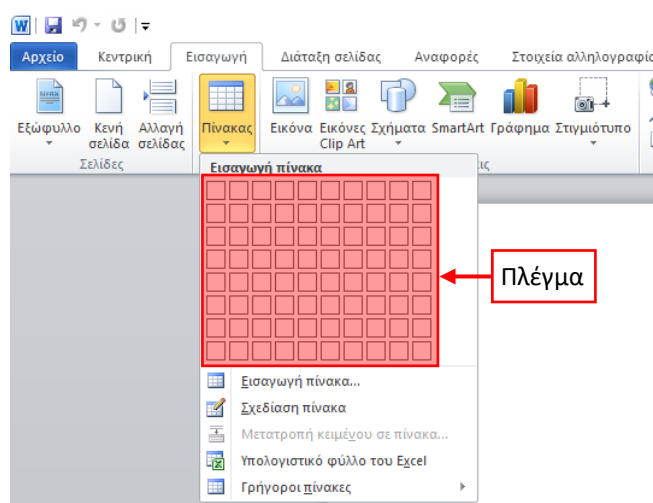 Αρχείο Κεντρική Εισαγωγή Διάταξη σελίδας Αναφορές Στοιχεία αλληλογραφί
Εξώφυλλο Κενή σελίδα Αλλαγή σελίδας Πίνακας Εικόνα Εικόνες Clip Art Σχήματα SmartArt Γράφημα Στιγμιότυπο
Σελίδες
Εισαγωγή πίνακα
Πλέγμα
Εισαγωγή πίνακα...
Σχεδίαση πίνακα
Μετατροπή κειμένου σε πίνακα...
Υπολογιστικό φύλλο του Excel
Γρήγοροι πίνακες